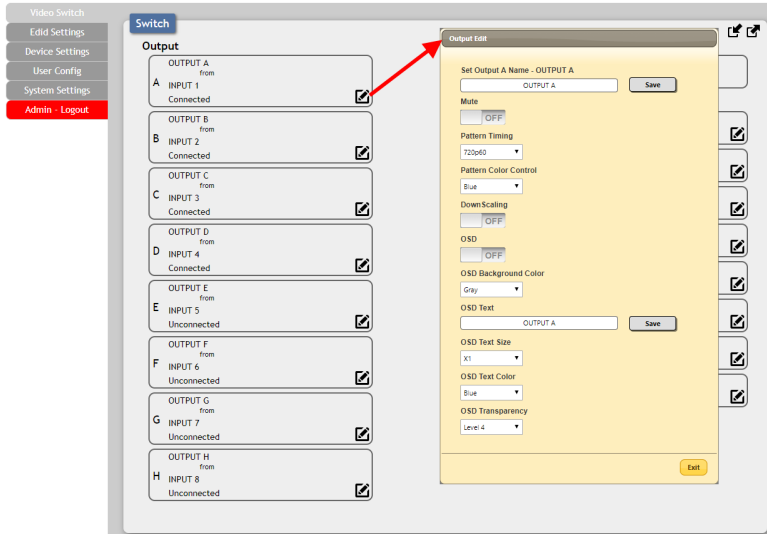 Video Switch
Edid Settings
Device Settings
User Config
System Settings
Admin - Logout
Switch
Output
OUTPUT A
from
A
INPUT 1
Connected
OUTPUT B
from
B
INPUT 2
Connected
OUTPUT C
from
C
INPUT 3
Connected
OUTPUT D
from
D
INPUT 4
Connected
OUTPUT E
from
E
INPUT 5
Unconnected
OUTPUT F
from
F
INPUT 6
Unconnected
OUTPUT G
from
G
INPUT 7
Unconnected
OUTPUT H
from
H
INPUT 8
Unconnected
Output Edit
Set Output A Name - OUTPUT A
OUTPUT A Save
Mute
OFF
Pattern Timing
720p60
Pattern Color Control
Blue
DownScaling
OFF
OSD
OFF
OSD Background Color
Gray
OSD Text
OUTPUT A Save
OSD Text Size
X1
OSD Text Color
Blue
OSD Transparency
Level 4
Exit